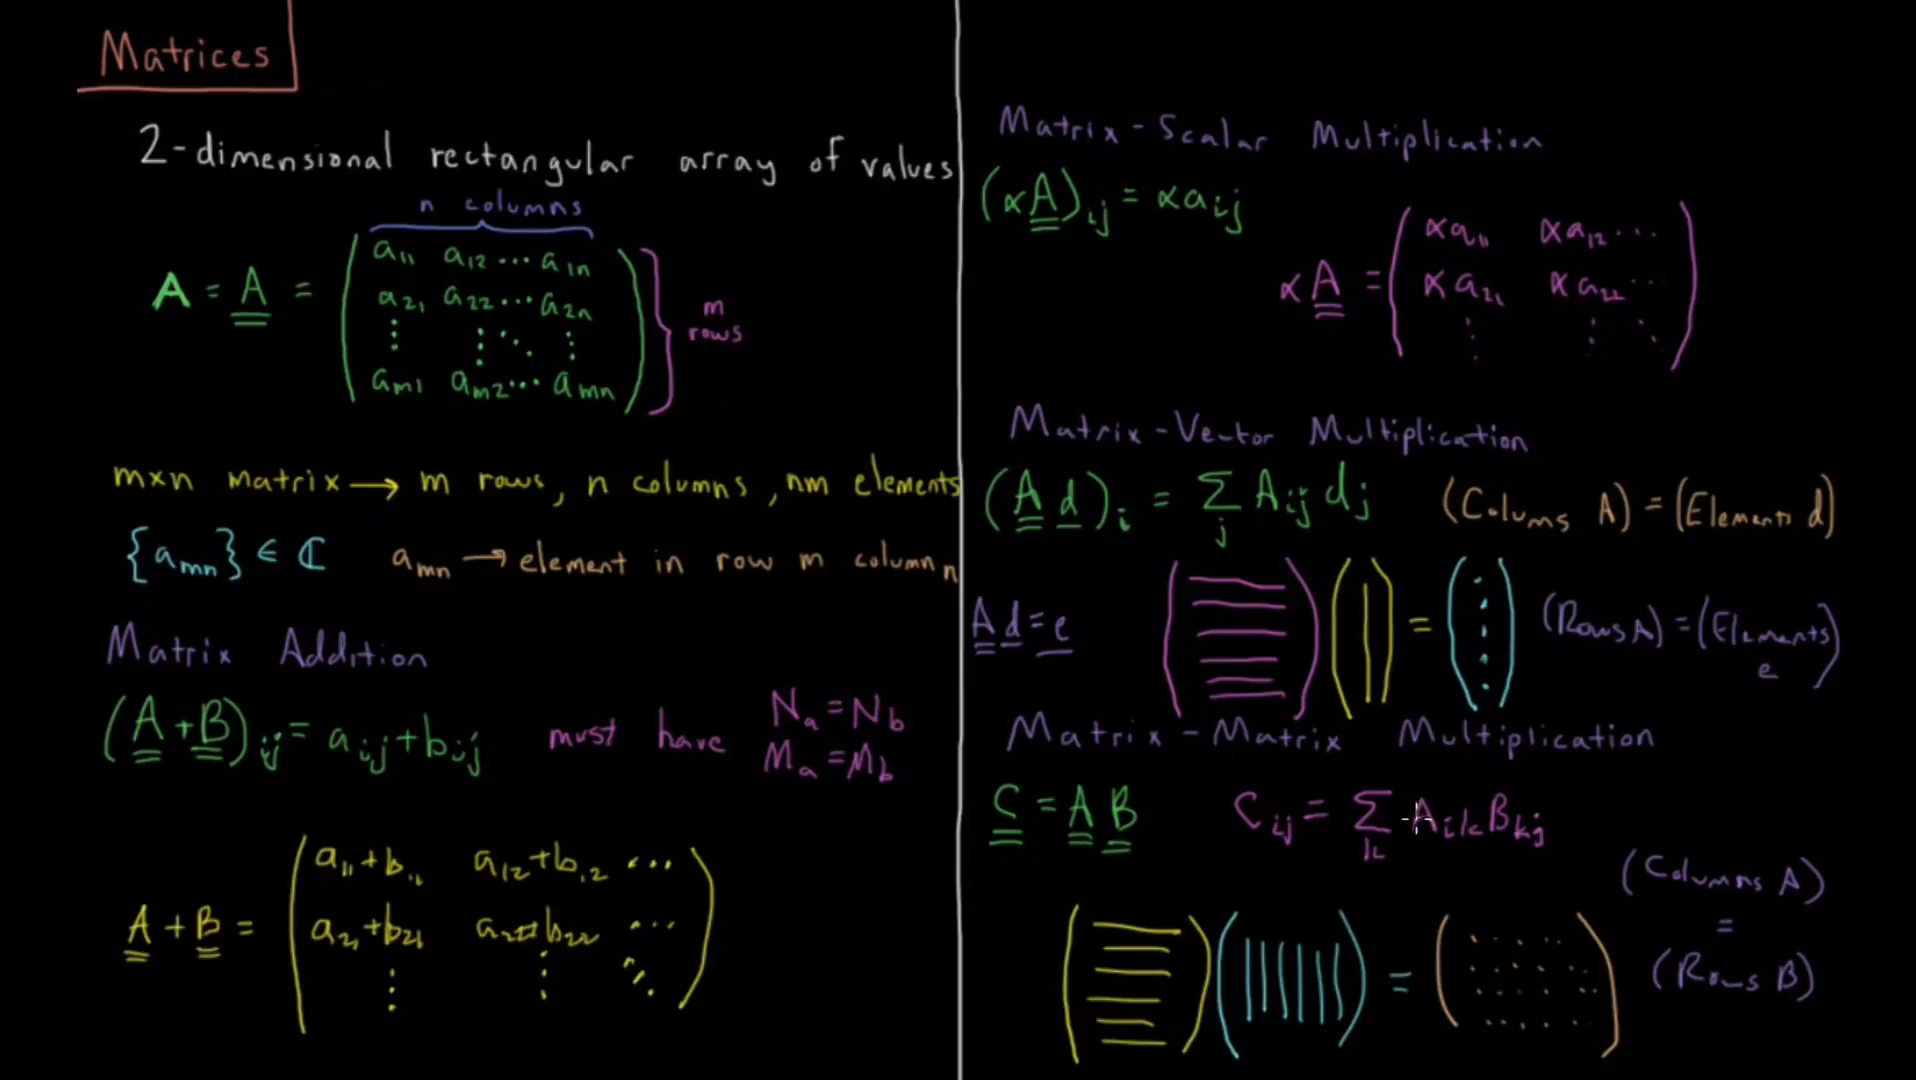 Matrices
2-dimensional rectangular array of values
n columns
A = A = ( a11 a12 ··· a1n
a21 a22 ··· a2n
⋮ ⋮ ⋱ ⋮
am1 am2 ··· amn )
m
rows
m×n matrix → m rows, n columns, nm elements
{amn} ∈ ℂ amn → element in row m column n
Matrix Addition
(A + B)ij = aij + bij must have Na = Nb
Ma = Mb
A + B = ( a11 + b11 a12 + b12 ···
a21 + b21 a22 + b22 ···
⋮ ⋮ ⋱ )
Matrix - Scalar Multiplication
(αA)ij = αaij
αA = ( αa11 αa12 ···
αa21 αa22 ···
⋮ ⋮ ⋱ )
Matrix - Vector Multiplication
(A d)i = Σj Aij dj (Colums A) = (Elements d)
A d = e ( ) ( ) = ( ) (Rows A) = (Elements
e)
Matrix - Matrix Multiplication
C = A B Cij = Σk Aik Bkj
( ) ( ) = ( )
(Columns A)
=
(Rows B)